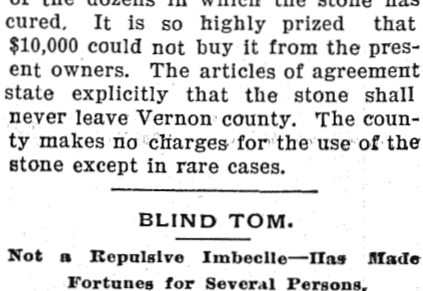 of the dozens in which the stone has
cured. It is so highly prized that
$10,000 could not buy it from the pres-
ent owners. The articles of agreement
state explicitly that the stone shall
never leave Vernon county. The coun-
ty makes no charges for the use of the
stone except in rare cases.
BLIND TOM.
Not a Repulsive Imbecile—Has Made
Fortunes for Several Persons.